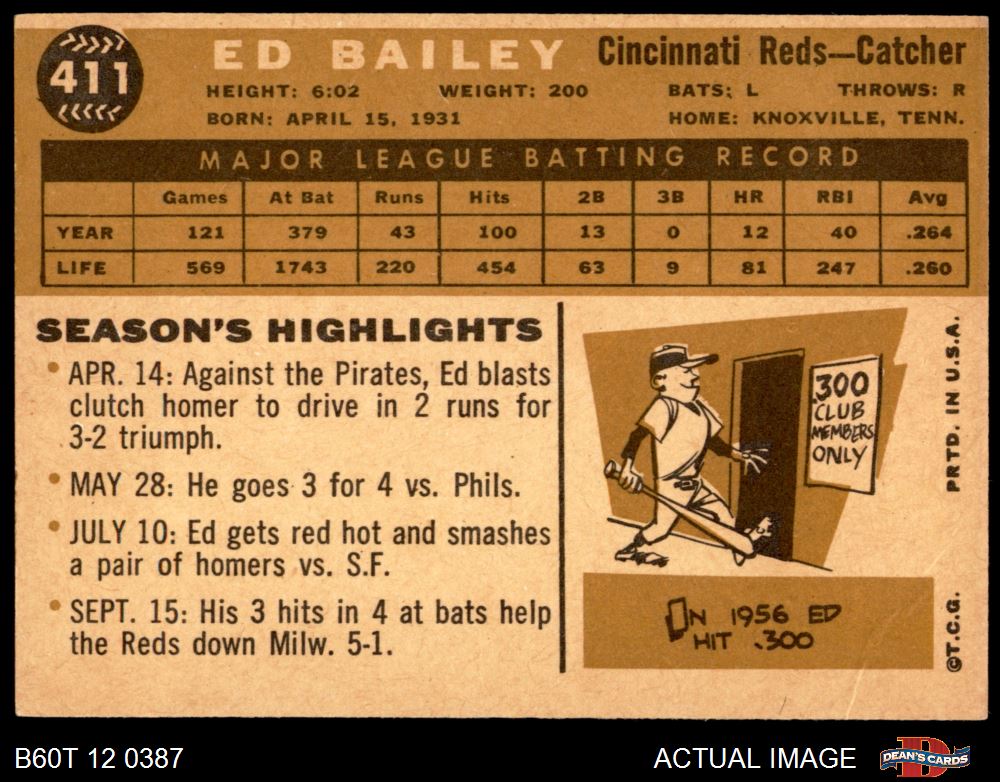 411
ED BAILEY Cincinnati Reds—Catcher
HEIGHT: 6:02 WEIGHT: 200 BATS: L THROWS: R
BORN: APRIL 15, 1931 HOME: KNOXVILLE, TENN.
MAJOR LEAGUE BATTING RECORD
Games At Bat Runs Hits 2B 3B HR RBI Avg
YEAR 121 379 43 100 13 0 12 40 .264
LIFE 569 1743 220 454 63 9 81 247 .260
SEASON'S HIGHLIGHTS
• APR. 14: Against the Pirates, Ed blasts
clutch homer to drive in 2 runs for
3-2 triumph.
• MAY 28: He goes 3 for 4 vs. Phils.
• JULY 10: Ed gets red hot and smashes
a pair of homers vs. S.F.
• SEPT. 15: His 3 hits in 4 at bats help
the Reds down Milw. 5-1.
.300
CLUB
MEMBERS
ONLY
IN 1956 ED
HIT .300
PRTD. IN U.S.A.
©T.C.G.
B60T 12 0387 ACTUAL IMAGE DEAN'S CARDS